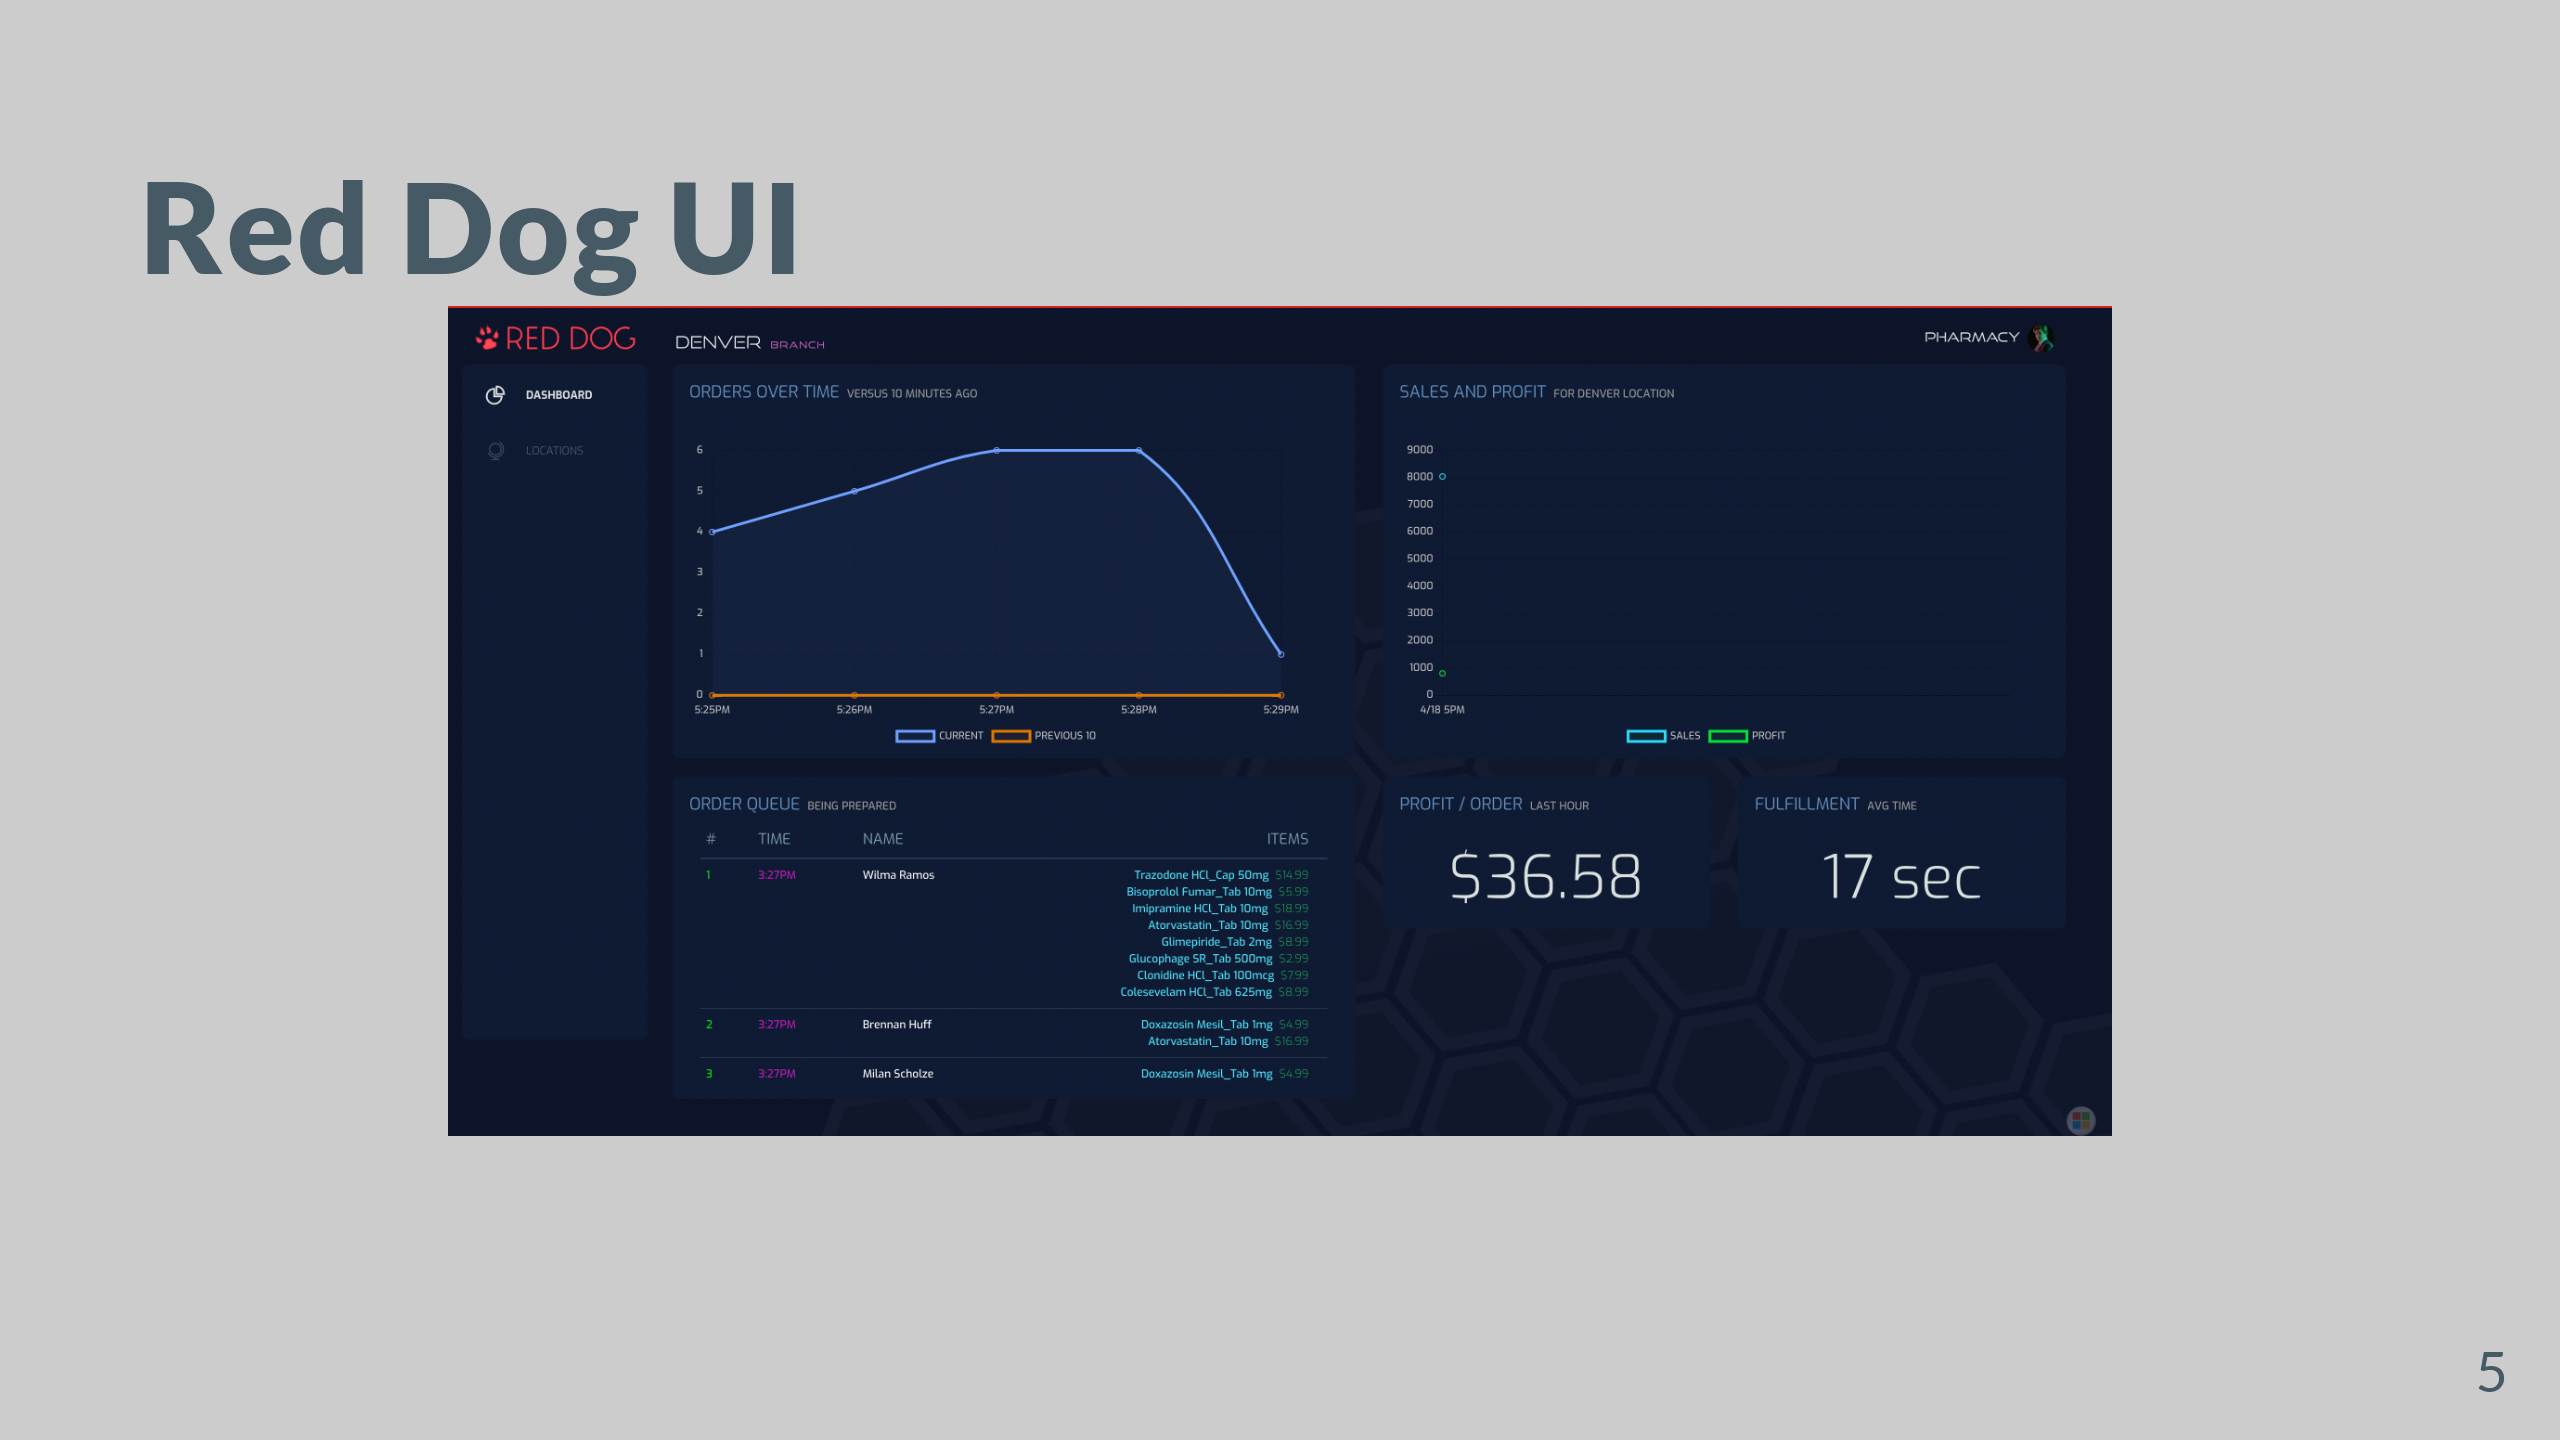 Red Dog UI
RED DOG
DENVER BRANCH
PHARMACY
DASHBOARD
LOCATIONS
ORDERS OVER TIME VERSUS 10 MINUTES AGO
6
5
4
3
2
1
0
5:25PM 5:26PM 5:27PM 5:28PM 5:29PM
CURRENT PREVIOUS 10
SALES AND PROFIT FOR DENVER LOCATION
9000
8000
7000
6000
5000
4000
3000
2000
1000
0
4/18 5PM
SALES PROFIT
ORDER QUEUE BEING PREPARED
# TIME NAME ITEMS
1 3:27PM Wilma Ramos Trazodone HCl_Cap 50mg $14.99
Bisoprolol Fumar_Tab 10mg $5.99
Imipramine HCl_Tab 10mg $18.99
Atorvastatin_Tab 10mg $16.99
Glimepiride_Tab 2mg $8.99
Glucophage SR_Tab 500mg $2.99
Clonidine HCl_Tab 100mcg $7.99
Colesevelam HCl_Tab 625mg $8.99
2 3:27PM Brennan Huff Doxazosin Mesil_Tab 1mg $4.99
Atorvastatin_Tab 10mg $16.99
3 3:27PM Milan Scholze Doxazosin Mesil_Tab 1mg $4.99
PROFIT / ORDER LAST HOUR
$36.58
FULFILLMENT AVG TIME
17 sec
5